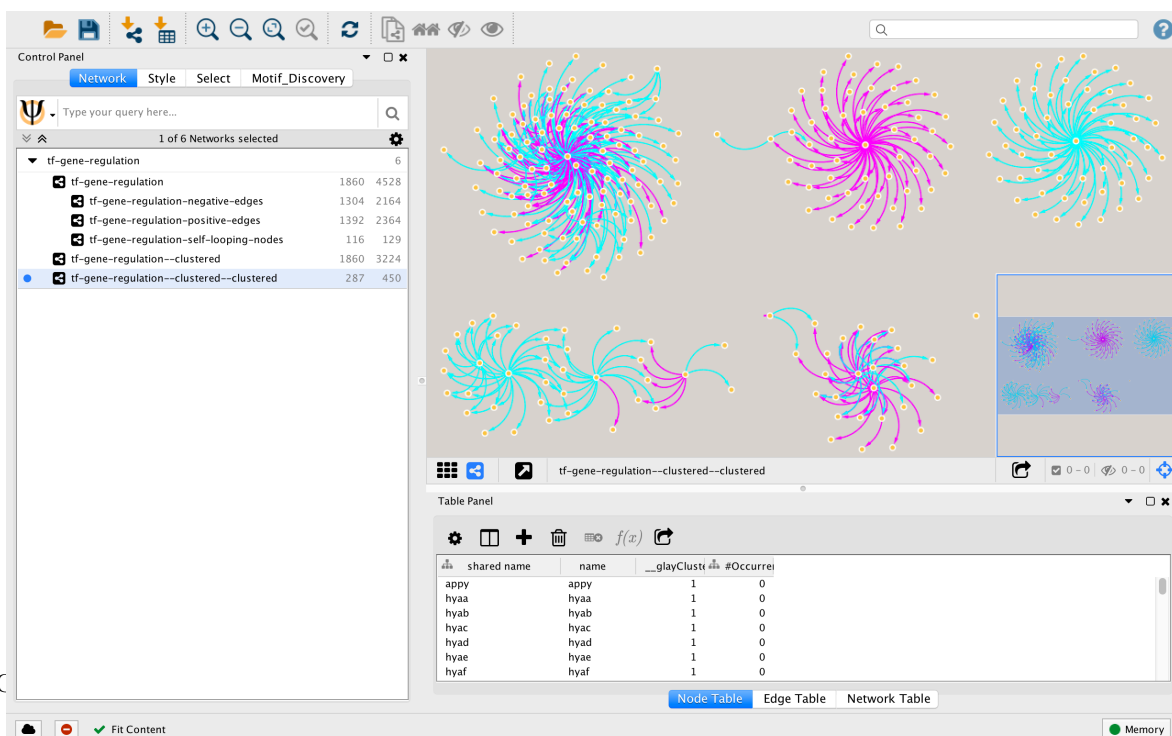 Control Panel
Network Style Select Motif_Discovery
Type your query here...
1 of 6 Networks selected
tf-gene-regulation 6
tf-gene-regulation 1860 4528
tf-gene-regulation-negative-edges 1304 2164
tf-gene-regulation-positive-edges 1392 2364
tf-gene-regulation-self-looping-nodes 116 129
tf-gene-regulation--clustered 1860 3224
tf-gene-regulation--clustered--clustered 287 450
tf-gene-regulation--clustered--clustered 0 - 0 0 - 0
Table Panel
f(x)
shared name name __glayCluste #Occurren
appy appy 1 0
hyaa hyaa 1 0
hyab hyab 1 0
hyac hyac 1 0
hyad hyad 1 0
hyae hyae 1 0
hyaf hyaf 1 0
Node Table Edge Table Network Table
Fit Content Memory